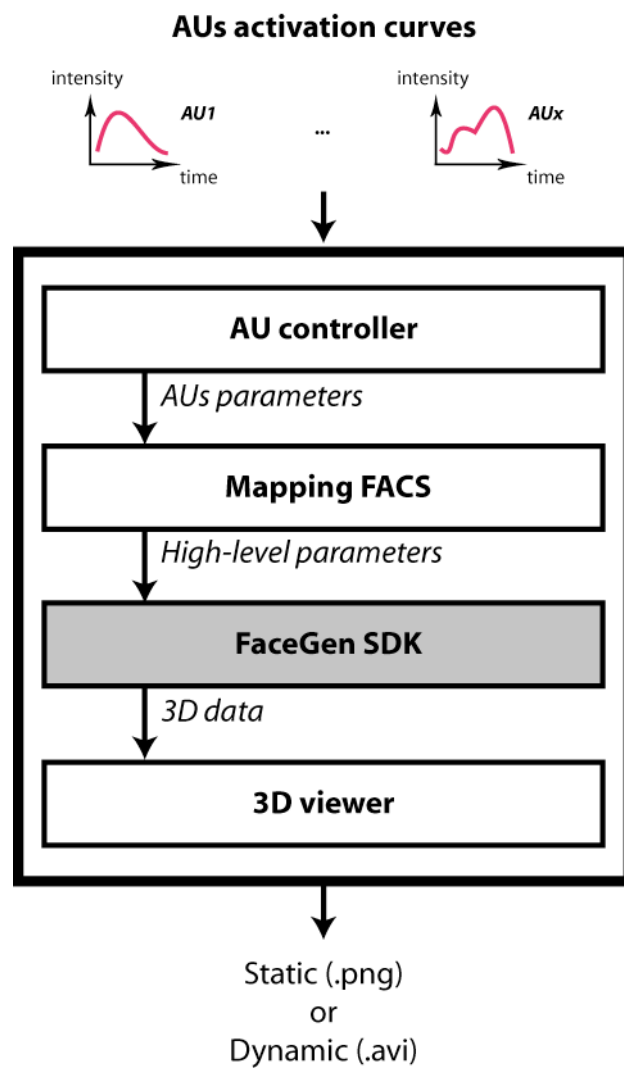 AUs activation curves
intensity
AU1
time
...
intensity
AUx
time
AU controller
AUs parameters
Mapping FACS
High-level parameters
FaceGen SDK
3D data
3D viewer
Static (.png)
or
Dynamic (.avi)